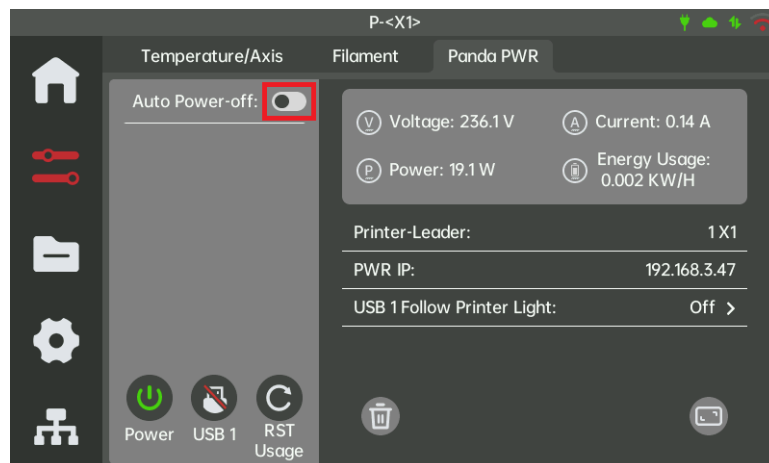 P-<X1>
Temperature/Axis Filament Panda PWR
Auto Power-off:
V Voltage: 236.1 V
A Current: 0.14 A
P Power: 19.1 W
Energy Usage:
0.002 KW/H
Printer-Leader: 1 X1
PWR IP: 192.168.3.47
USB 1 Follow Printer Light: Off >
Power USB 1 RST
Usage